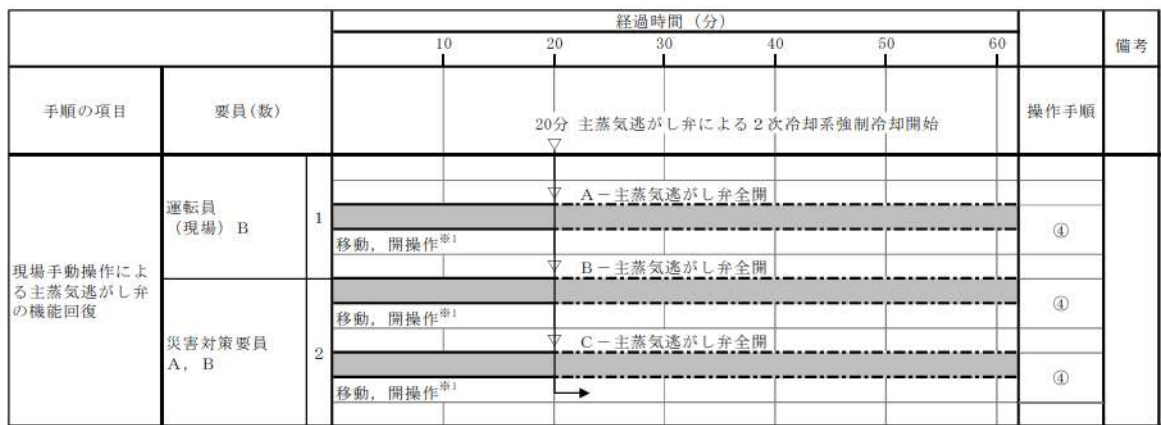 経過時間（分）
10 20 30 40 50 60
備考
手順の項目 要員(数) 操作手順
20分 主蒸気逃がし弁による２次冷却系強制冷却開始
▽
現場手動操作によ
る主蒸気逃がし弁
の機能回復
運転員
（現場）Ｂ
1
▽ Ａ－主蒸気逃がし弁全開
移動，開操作※1
④
災害対策要員
Ａ，Ｂ
2
▽ Ｂ－主蒸気逃がし弁全開
移動，開操作※1
④
▽ Ｃ－主蒸気逃がし弁全開
移動，開操作※1
④